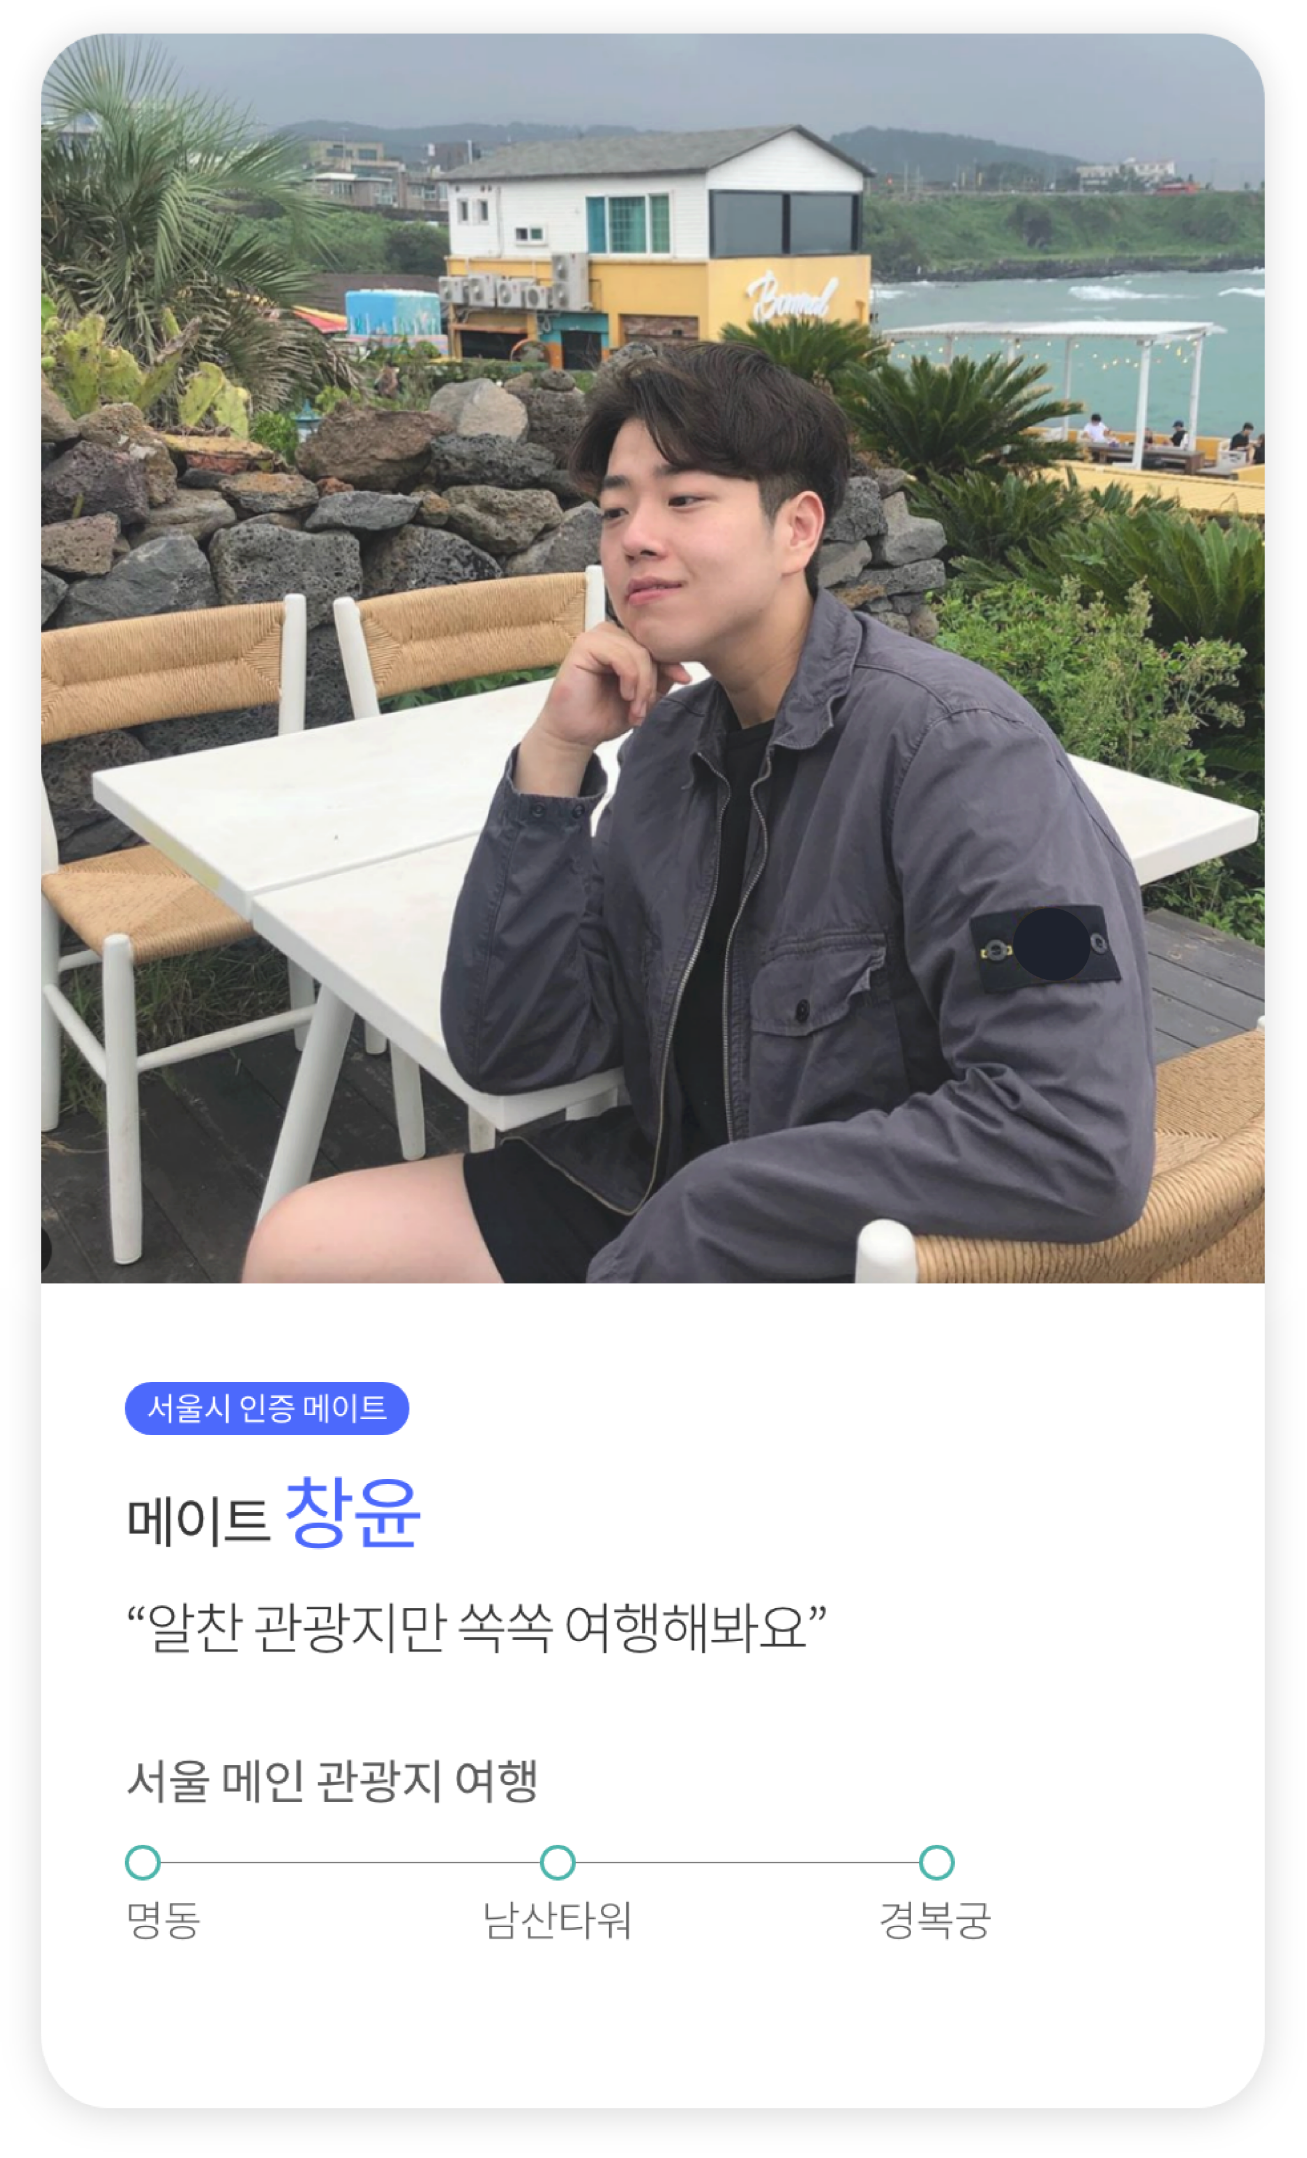 Bomnal
서울시 인증 메이트
메이트 창윤
“알찬 관광지만 쏙쏙 여행해봐요”
서울 메인 관광지 여행
명동 남산타워 경복궁